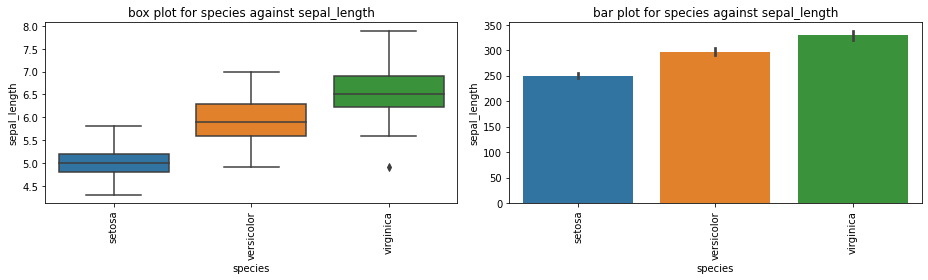 box plot for species against sepal_length
sepal_length
8.0
7.5
7.0
6.5
6.0
5.5
5.0
4.5
setosa
versicolor
virginica
species
bar plot for species against sepal_length
sepal_length
350
300
250
200
150
100
50
0
setosa
versicolor
virginica
species